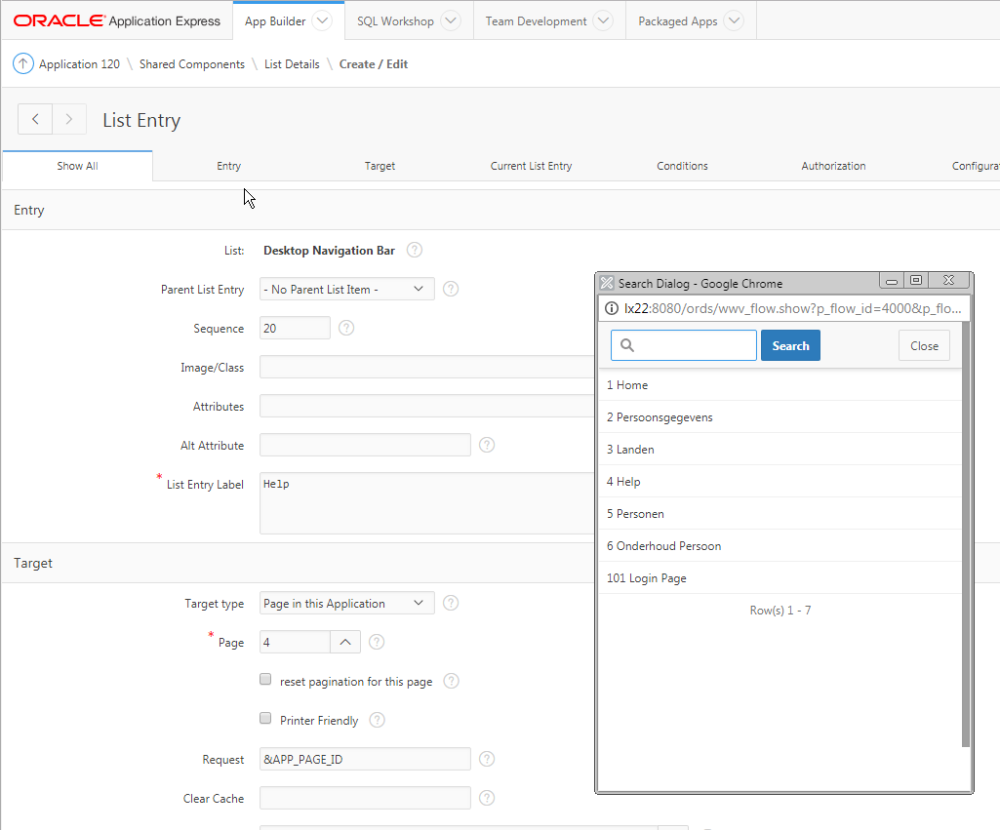 ORACLE Application Express App Builder SQL Workshop Team Development Packaged Apps
Application 120 \ Shared Components \ List Details \ Create / Edit
List Entry
Show All Entry Target Current List Entry Conditions Authorization Configurat
Entry
List: Desktop Navigation Bar ?
Parent List Entry - No Parent List Item - ?
Sequence 20 ?
Image/Class
Attributes
Alt Attribute ?
* List Entry Label Help
Target
Target type Page in this Application ?
* Page 4 ?
reset pagination for this page ?
Printer Friendly ?
Request &APP_PAGE_ID ?
Clear Cache ?
Search Dialog - Google Chrome
lx22:8080/ords/wwv_flow.show?p_flow_id=4000&p_flo...
Search Close
1 Home
2 Persoonsgegevens
3 Landen
4 Help
5 Personen
6 Onderhoud Persoon
101 Login Page
Row(s) 1 - 7